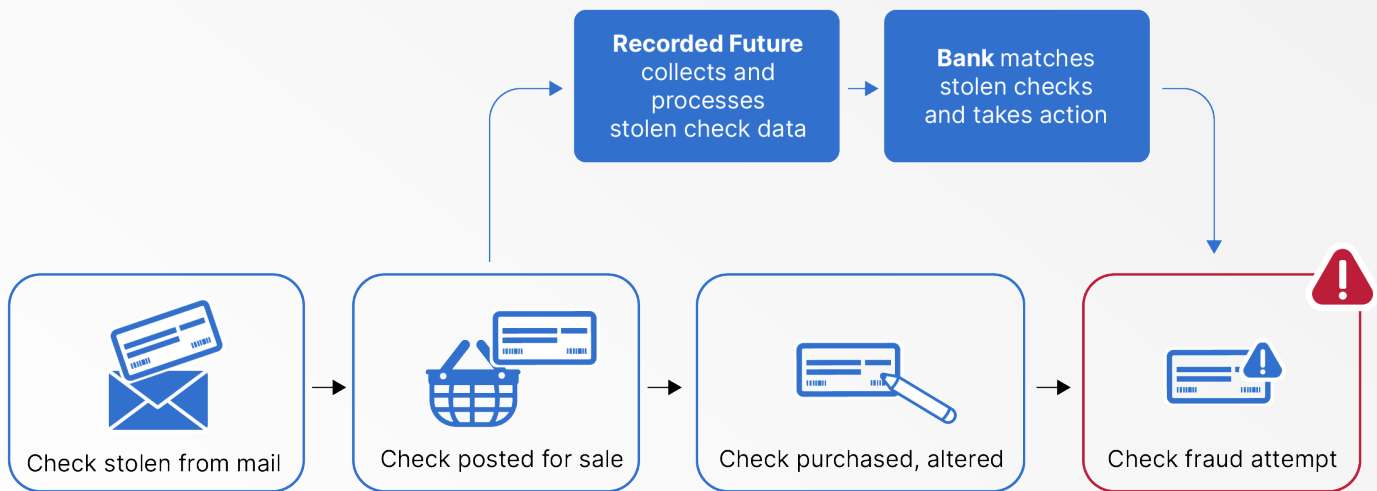 Recorded Future
collects and
processes
stolen check data
Bank matches
stolen checks
and takes action
Check stolen from mail
Check posted for sale
Check purchased, altered
Check fraud attempt